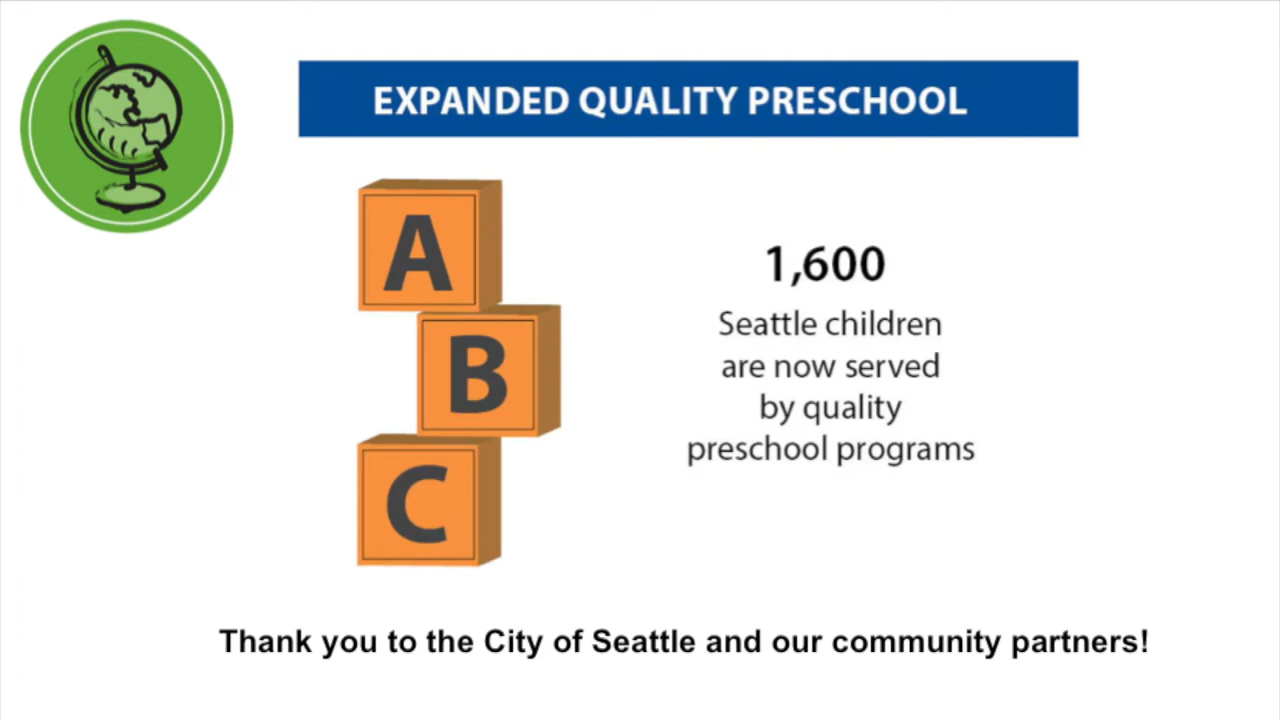 EXPANDED QUALITY PRESCHOOL
A
B
C
1,600
Seattle children
are now served
by quality
preschool programs
Thank you to the City of Seattle and our community partners!